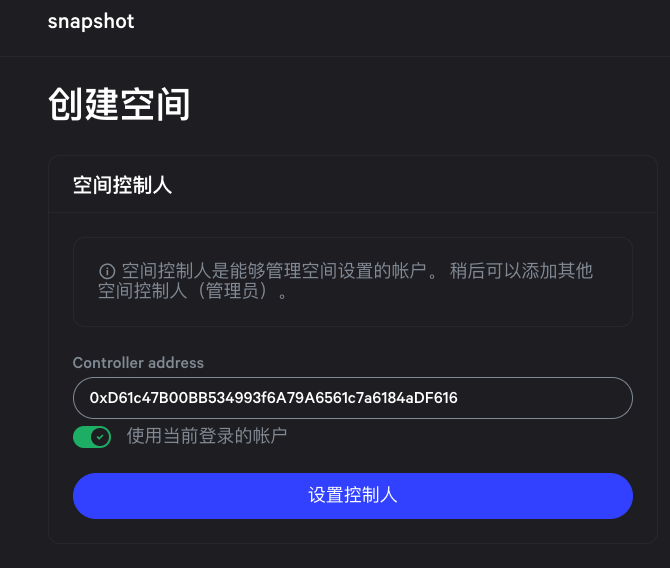 snapshot
创建空间
空间控制人
空间控制人是能够管理空间设置的帐户。 稍后可以添加其他
空间控制人（管理员）。
Controller address
0xD61c47B00BB534993f6A79A6561c7a6184aDF616
使用当前登录的帐户
设置控制人